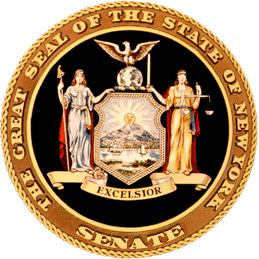 THE GREAT SEAL OF THE STATE OF NEW YORK
EXCELSIOR
SENATE